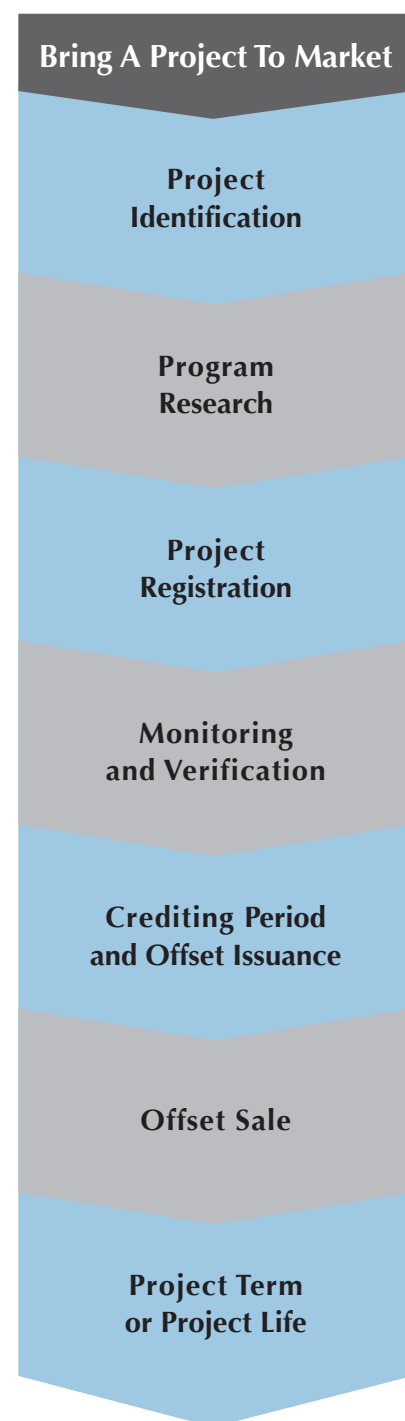 Bring A Project To Market
Project
Identification
Program
Research
Project
Registration
Monitoring
and Verification
Crediting Period
and Offset Issuance
Offset Sale
Project Term
or Project Life